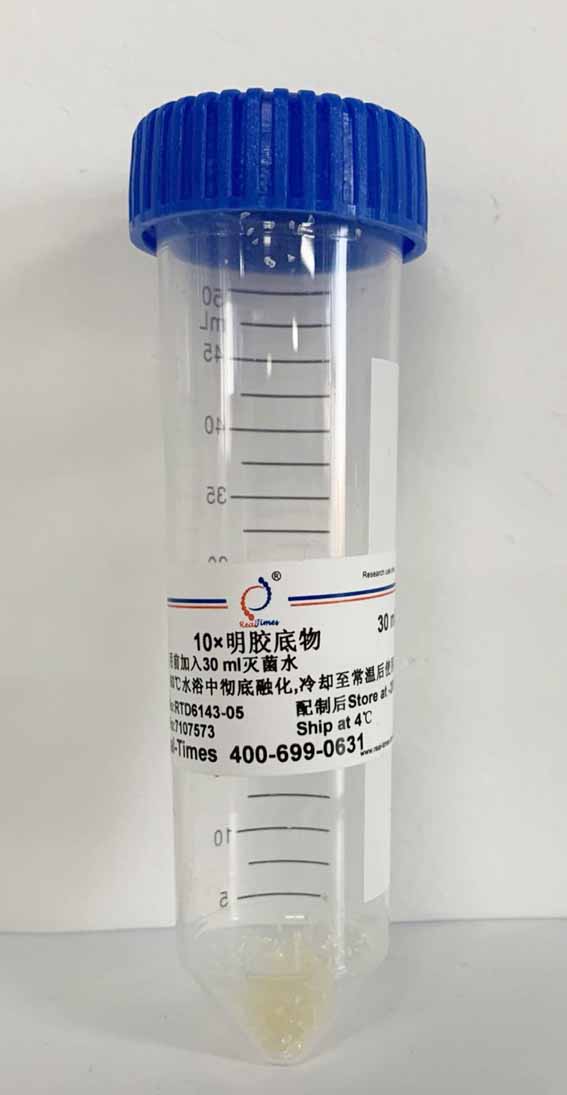 50
mL
45
40
35
®
RealTimes
Research use
30
10×明胶底物
前加入30 ml灭菌水
℃水浴中彻底融化,冷却至常温后使
RTD6143-05
配制后Store at
7107573
Ship at 4℃
-Times 400-699-0631
10
5